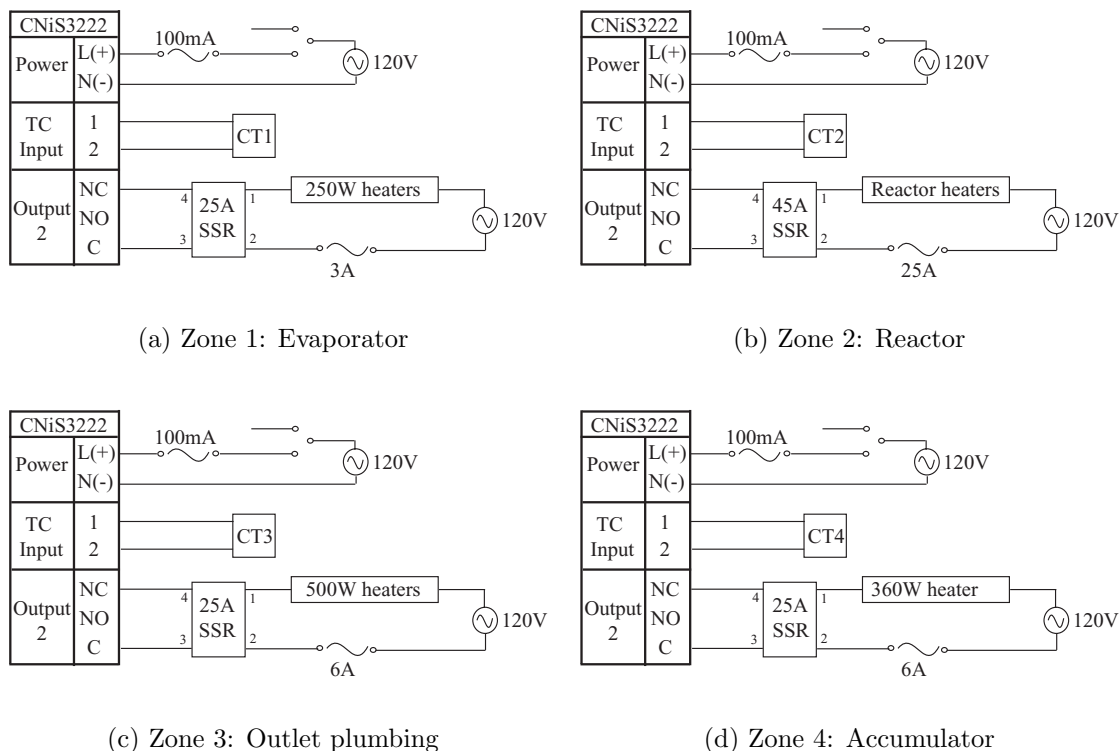 CNiS3222
Power
L(+)
N(-)
100mA
120V
TC
Input
1
2
CT1
Output
2
NC
NO
C
4
3
25A
SSR
1
2
250W heaters
3A
120V
(a) Zone 1: Evaporator
CNiS3222
Power
L(+)
N(-)
100mA
120V
TC
Input
1
2
CT2
Output
2
NC
NO
C
4
3
45A
SSR
1
2
Reactor heaters
25A
120V
(b) Zone 2: Reactor
CNiS3222
Power
L(+)
N(-)
100mA
120V
TC
Input
1
2
CT3
Output
2
NC
NO
C
4
3
25A
SSR
1
2
500W heaters
6A
120V
(c) Zone 3: Outlet plumbing
CNiS3222
Power
L(+)
N(-)
100mA
120V
TC
Input
1
2
CT4
Output
2
NC
NO
C
4
3
25A
SSR
1
2
360W heater
6A
120V
(d) Zone 4: Accumulator